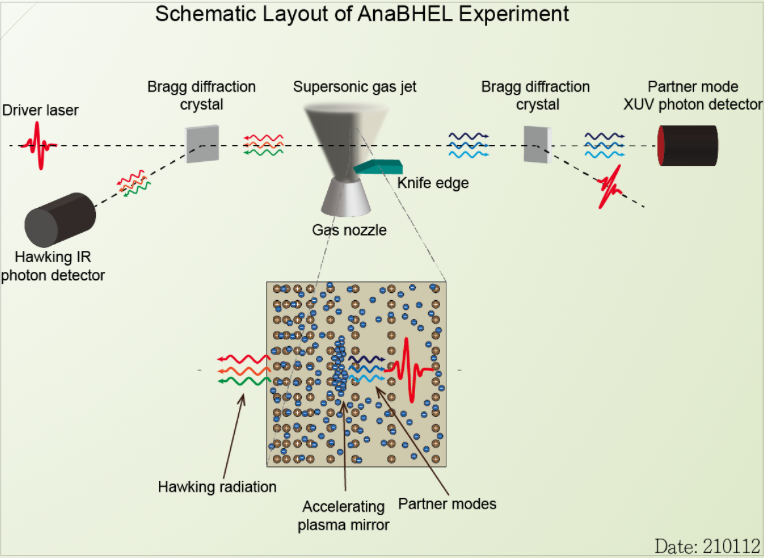 Schematic Layout of AnaBHEL Experiment
Driver laser
Bragg diffraction
crystal
Supersonic gas jet
Bragg diffraction
crystal
Partner mode
XUV photon detector
Knife edge
Gas nozzle
Hawking IR
photon detector
Hawking radiation
Accelerating
plasma mirror
Partner modes
Date: 210112